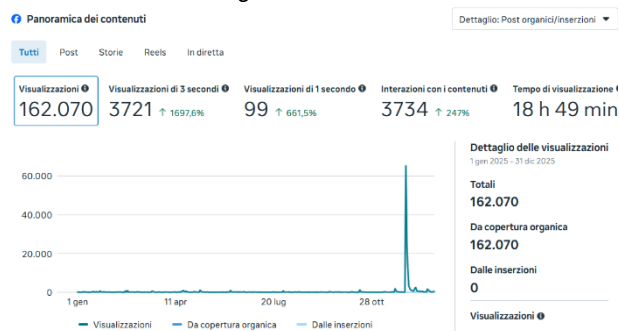 Panoramica dei contenuti
Dettaglio: Post organici/inserzioni
Tutti Post Storie Reels In diretta
Visualizzazioni Visualizzazioni di 3 secondi Visualizzazioni di 1 secondo Interazioni con i contenuti Tempo di visualizzazione
162.070 3721 ↑ 1697,6% 99 ↑ 661,5% 3734 ↑ 247% 18 h 49 min
Dettaglio delle visualizzazioni
1 gen 2025 - 31 dic 2025
Totali
162.070
Da copertura organica
162.070
Dalle inserzioni
0
Visualizzazioni
60.000
40.000
20.000
0
1 gen 11 apr 20 lug 28 ott
Visualizzazioni Da copertura organica Dalle inserzioni